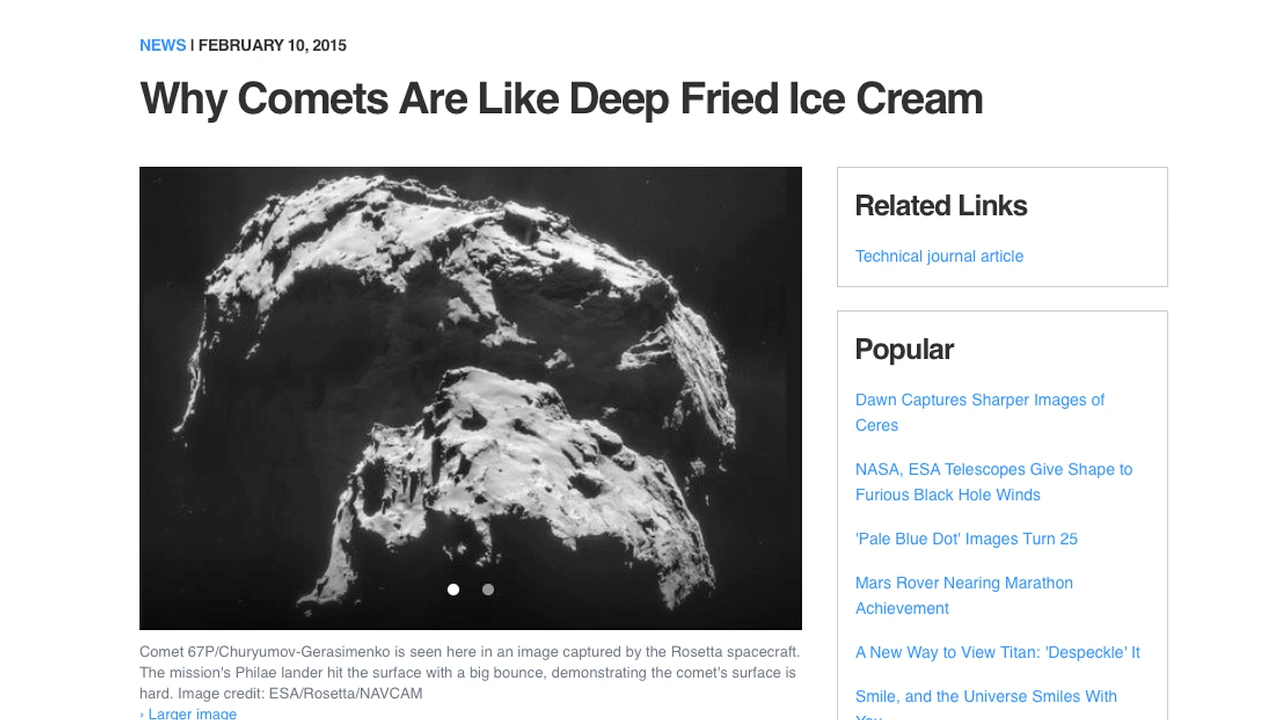 NEWS | FEBRUARY 10, 2015
Why Comets Are Like Deep Fried Ice Cream
Comet 67P/Churyumov-Gerasimenko is seen here in an image captured by the Rosetta spacecraft.
The mission's Philae lander hit the surface with a big bounce, demonstrating the comet's surface is
hard. Image credit: ESA/Rosetta/NAVCAM
› Larger image
Related Links
Technical journal article
Popular
Dawn Captures Sharper Images of
Ceres
NASA, ESA Telescopes Give Shape to
Furious Black Hole Winds
'Pale Blue Dot' Images Turn 25
Mars Rover Nearing Marathon
Achievement
A New Way to View Titan: 'Despeckle' It
Smile, and the Universe Smiles With
You